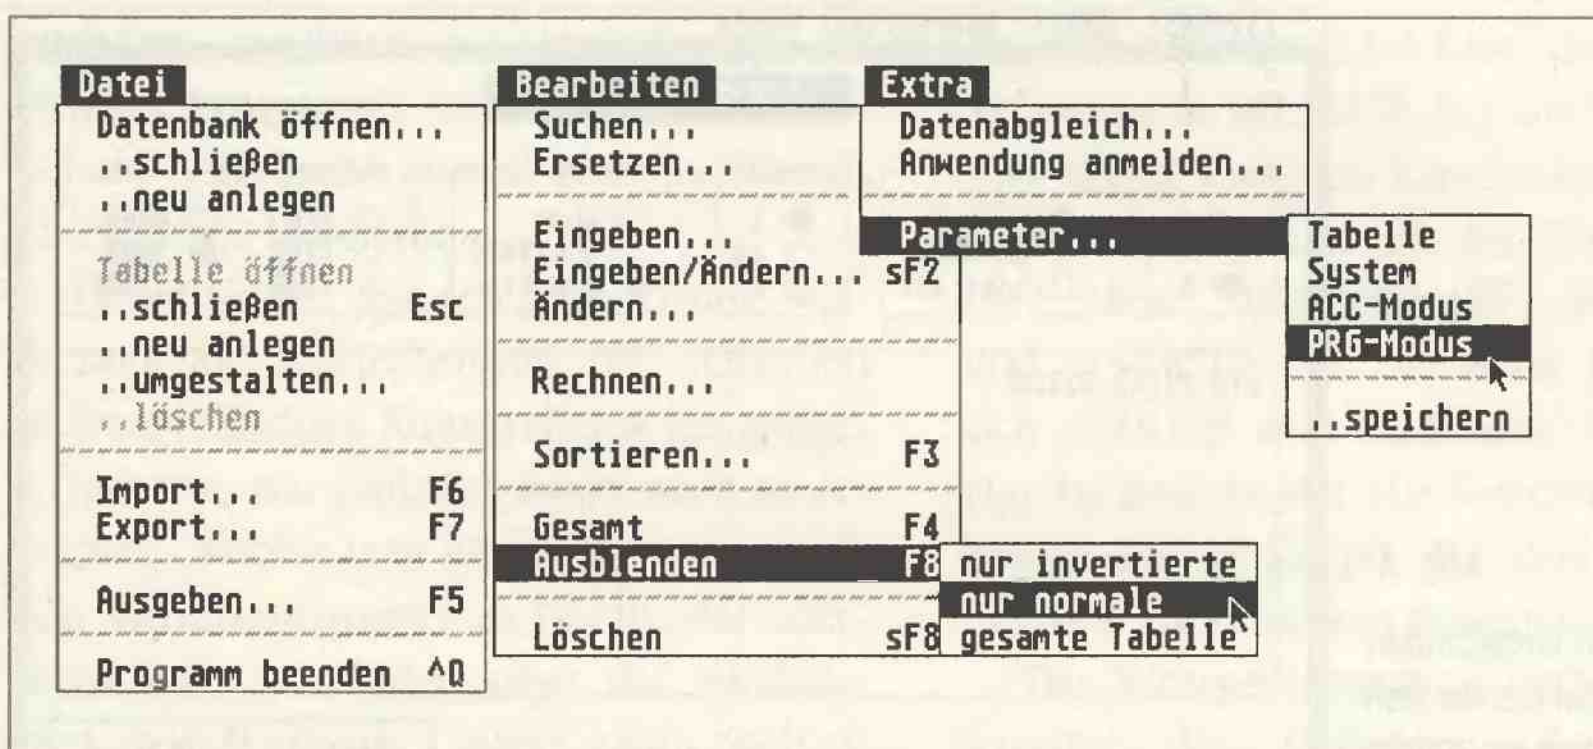 Datei
Datenbank öffnen...
..schließen
..neu anlegen
Tabelle öffnen
..schließen Esc
..neu anlegen
..umgestalten...
..löschen
Import... F6
Export... F7
Ausgeben... F5
Programm beenden ^Q
Bearbeiten
Suchen...
Ersetzen...
Eingeben...
Eingeben/Ändern... sF2
Ändern...
Rechnen...
Sortieren... F3
Gesamt F4
Ausblenden F8
Löschen sF8
nur invertierte
nur normale
gesamte Tabelle
Extra
Datenabgleich...
Anwendung anmelden...
Parameter...
Tabelle
System
ACC-Modus
PRG-Modus
..speichern